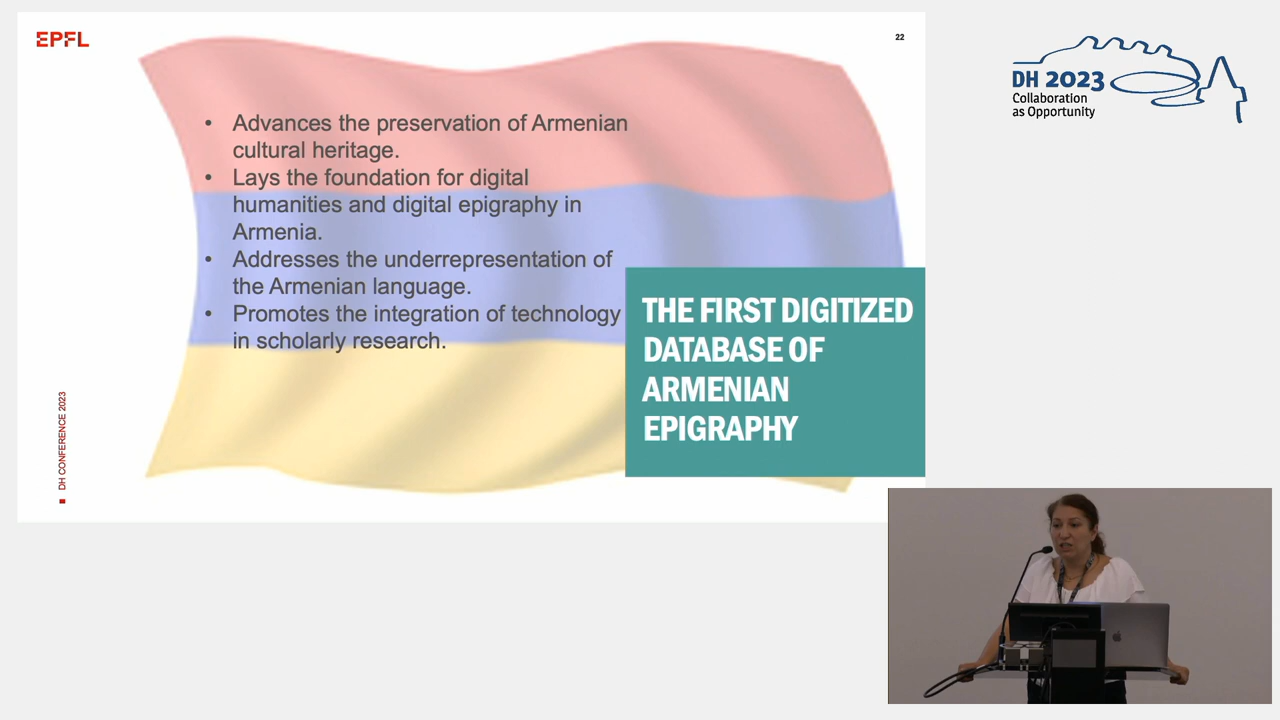 EPFL
22
• Advances the preservation of Armenian
cultural heritage.
• Lays the foundation for digital
humanities and digital epigraphy in
Armenia.
• Addresses the underrepresentation of
the Armenian language.
• Promotes the integration of technology
in scholarly research.
THE FIRST DIGITIZED
DATABASE OF
ARMENIAN
EPIGRAPHY
DH CONFERENCE 2023
DH 2023
Collaboration
as Opportunity